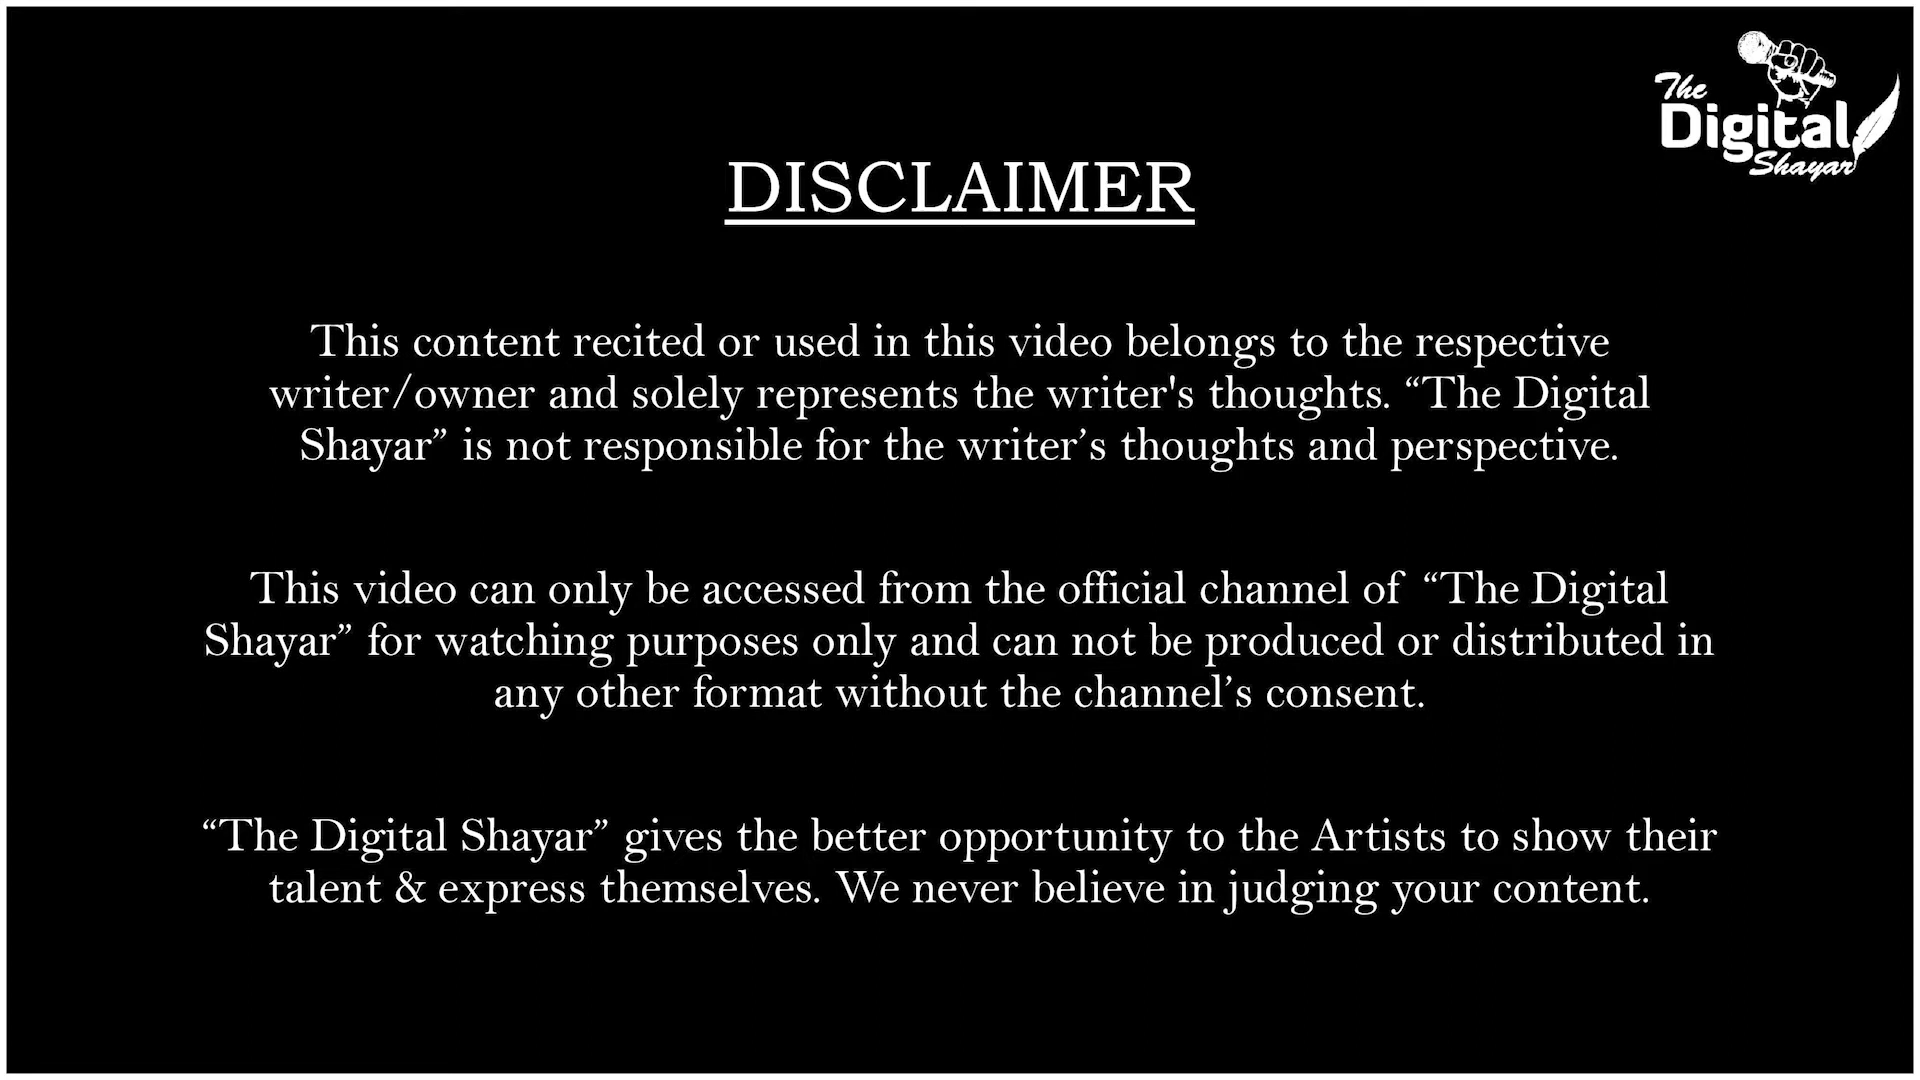 The
Digital
Shayar
DISCLAIMER
This content recited or used in this video belongs to the respective
writer/owner and solely represents the writer's thoughts. “The Digital
Shayar” is not responsible for the writer’s thoughts and perspective.
This video can only be accessed from the official channel of “The Digital
Shayar” for watching purposes only and can not be produced or distributed in
any other format without the channel’s consent.
“The Digital Shayar” gives the better opportunity to the Artists to show their
talent & express themselves. We never believe in judging your content.